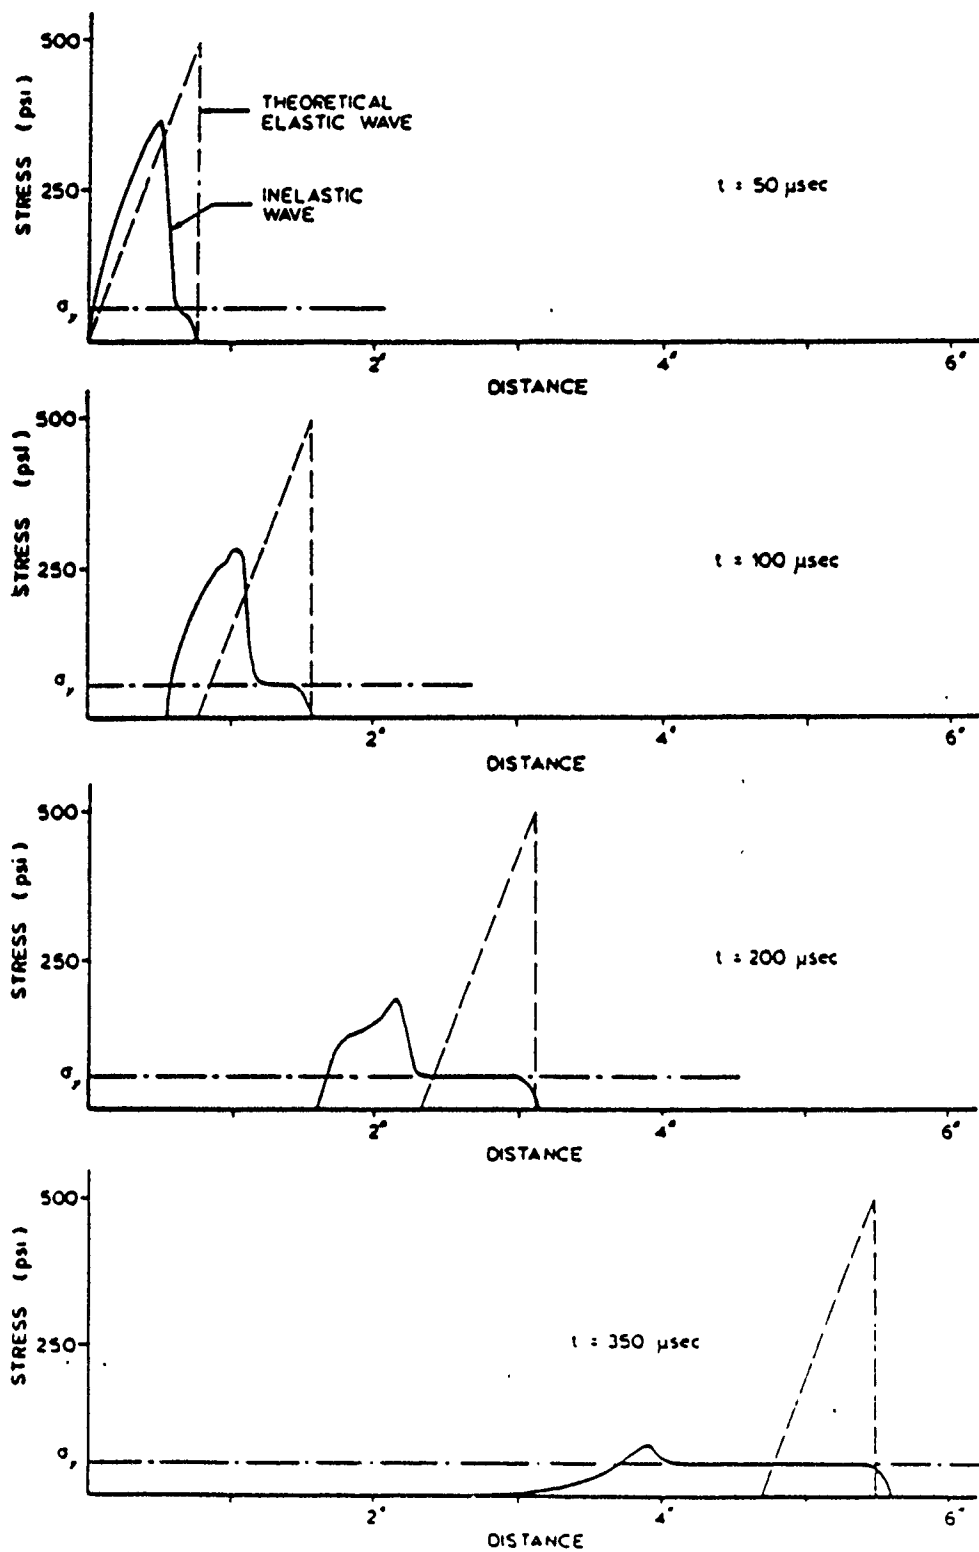 500
STRESS (psi)
THEORETICAL
ELASTIC WAVE
250
INELASTIC
WAVE
t = 50 μsec
σy
2"
4"
6"
DISTANCE
500
STRESS (psi)
250
t = 100 μsec
σy
2"
4"
6"
DISTANCE
500
STRESS (psi)
250
t = 200 μsec
σy
2"
4"
6"
DISTANCE
500
STRESS (psi)
250
t = 350 μsec
σy
2"
4"
6"
DISTANCE